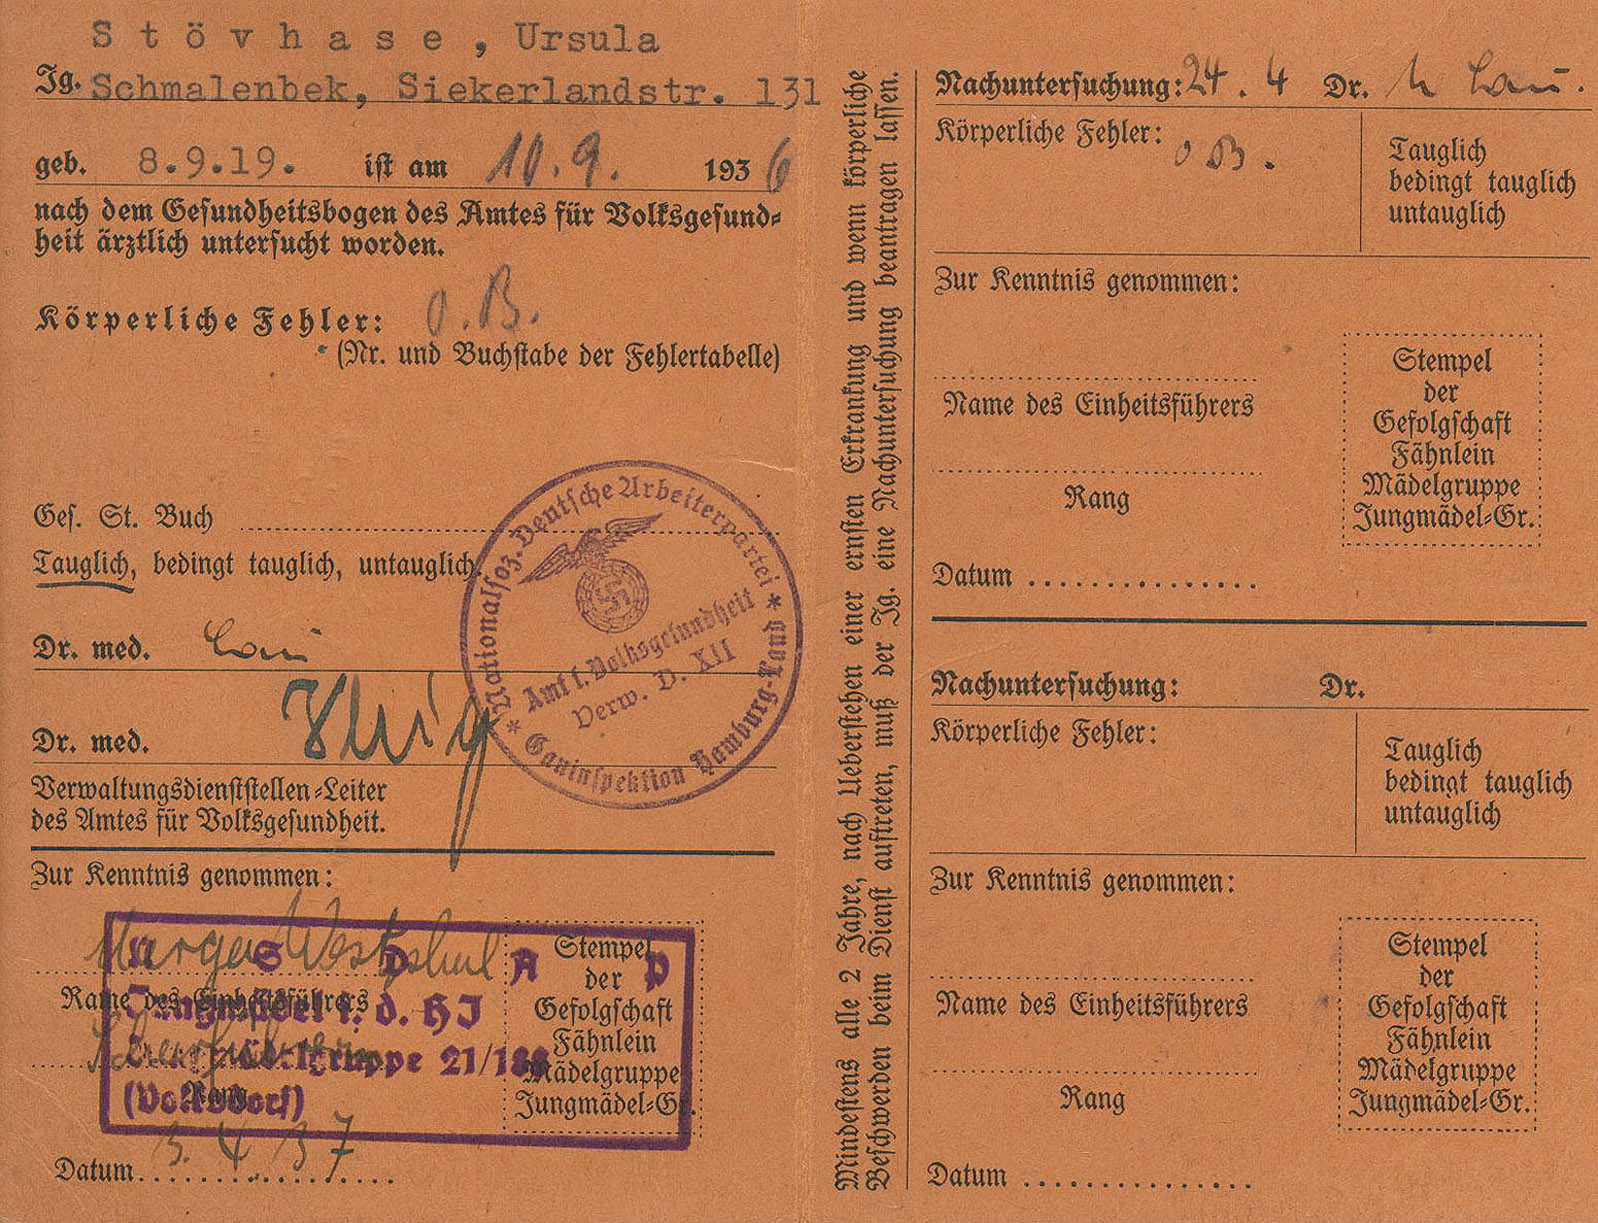 Stövhase, Ursula
Jg. Schmalenbek, Siekerlandstr. 131
geb. 8.9.19. ist am 10.9. 1936
nach dem Gesundheitsbogen des Amtes für Volksgesund-
heit ärztlich untersucht worden.
Körperliche Fehler: o.B.
(Nr. und Buchstabe der Fehlertabelle)
Ges. St. Buch
Tauglich, bedingt tauglich, untauglich.
Dr. med.
Dr. med.
Verwaltungsdienststellen-Leiter
des Amtes für Volksgesundheit.
* Nationalsoz. Deutsche Arbeiterpartei *
Gauinspektion Hamburg-Land
Amt f. Volksgesundheit
Verw. D. XII
Zur Kenntnis genommen:
Name des Einheitsführers
Rang
Datum 3.4.37
N S D A P
Jungmädel i. d. HJ
21/188
(Volksdorf)
Stempel
der
Gefolgschaft
Fähnlein
Mädelgruppe
Jungmädel-Gr.
Mindestens alle 2 Jahre, nach Ueberstehen einer ernsten Erkrankung und wenn körperliche
Beschwerden beim Dienst auftreten, muß der Jg. eine Nachuntersuchung beantragen lassen.
Nachuntersuchung: 24.4 Dr.
Körperliche Fehler: o B.
Tauglich
bedingt tauglich
untauglich
Zur Kenntnis genommen:
Name des Einheitsführers
Rang
Datum
Stempel
der
Gefolgschaft
Fähnlein
Mädelgruppe
Jungmädel-Gr.
Nachuntersuchung: Dr.
Körperliche Fehler:
Tauglich
bedingt tauglich
untauglich
Zur Kenntnis genommen:
Name des Einheitsführers
Rang
Datum
Stempel
der
Gefolgschaft
Fähnlein
Mädelgruppe
Jungmädel-Gr.